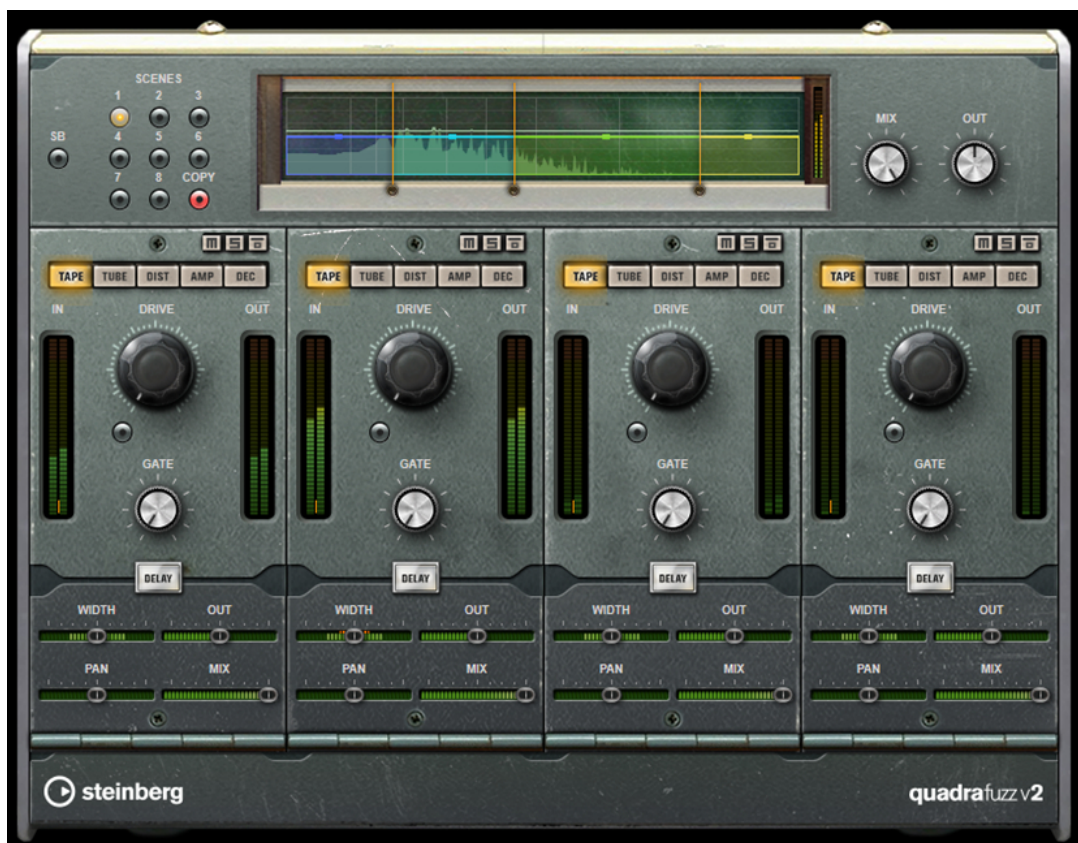 SCENES
1 2 3
SB 4 5 6
7 8 COPY
MIX OUT
M S
M S
M S
M S
TAPE TUBE DIST AMP DEC
TAPE TUBE DIST AMP DEC
TAPE TUBE DIST AMP DEC
TAPE TUBE DIST AMP DEC
IN DRIVE OUT
IN DRIVE OUT
IN DRIVE OUT
IN DRIVE OUT
GATE
GATE
GATE
GATE
DELAY
DELAY
DELAY
DELAY
WIDTH OUT
WIDTH OUT
WIDTH OUT
WIDTH OUT
PAN MIX
PAN MIX
PAN MIX
PAN MIX
steinberg
quadrafuzz v2